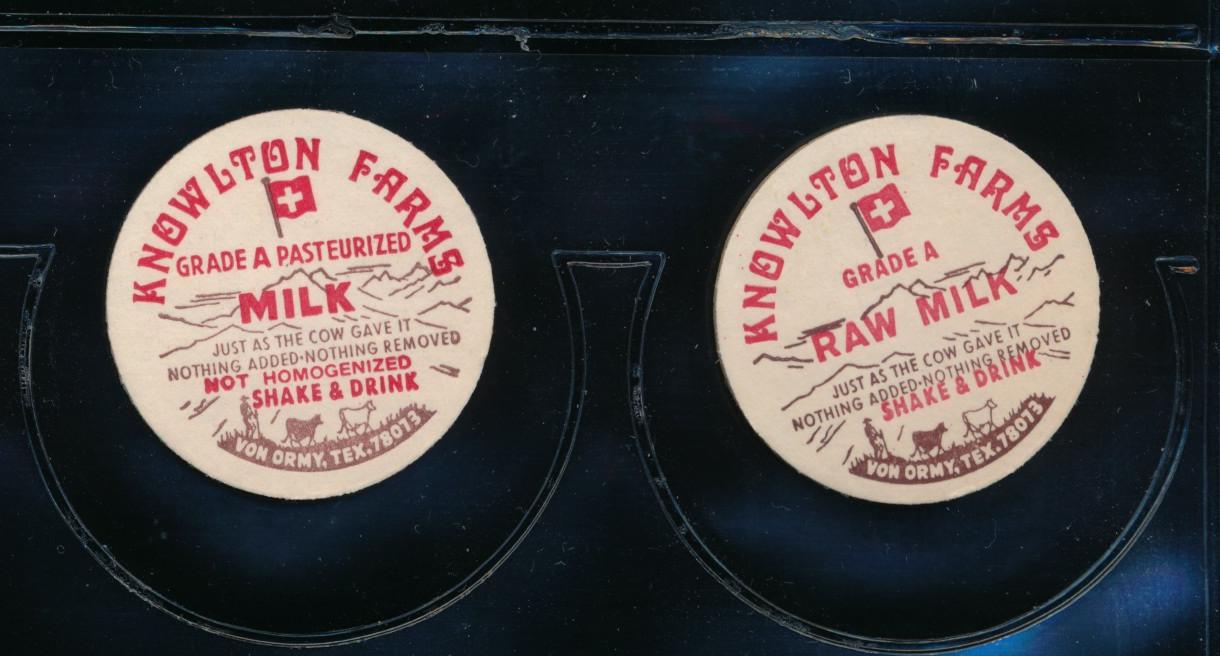 KNOWLTON FARMS
GRADE A PASTEURIZED
MILK
JUST AS THE COW GAVE IT
NOTHING ADDED·NOTHING REMOVED
NOT HOMOGENIZED
SHAKE & DRINK
VON ORMY, TEX. 78073
KNOWLTON FARMS
GRADE A
RAW MILK
JUST AS THE COW GAVE IT
NOTHING ADDED·NOTHING REMOVED
SHAKE & DRINK
VON ORMY, TEX. 78073